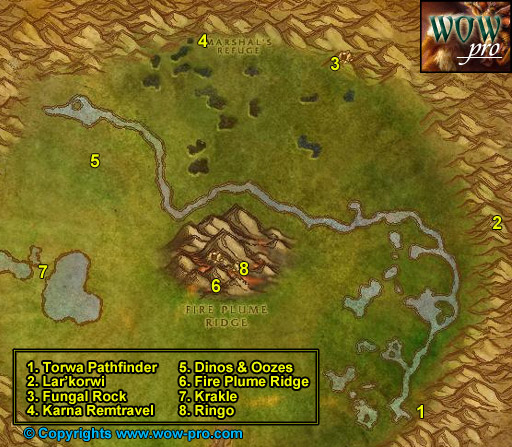 WOW
pro
4
MARSHAL'S
REFUGE
3
5
2
7
8
6
FIRE PLUME
RIDGE
1
1. Torwa Pathfinder
2. Lar'korwi
3. Fungal Rock
4. Karna Remtravel
5. Dinos & Oozes
6. Fire Plume Ridge
7. Krakle
8. Ringo
© Copyrights www.wow-pro.com